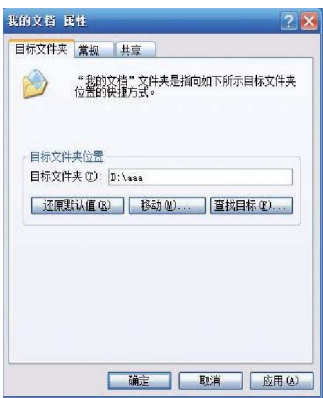 我的文档 属性
目标文件夹 常规 共享
“我的文档”文件夹是指向如下所示目标文件夹
位置的快捷方式。
目标文件夹位置
目标文件夹(T): D:\aaa
还原默认值(R) 移动(M)... 查找目标(F)...
确定 取消 应用(A)